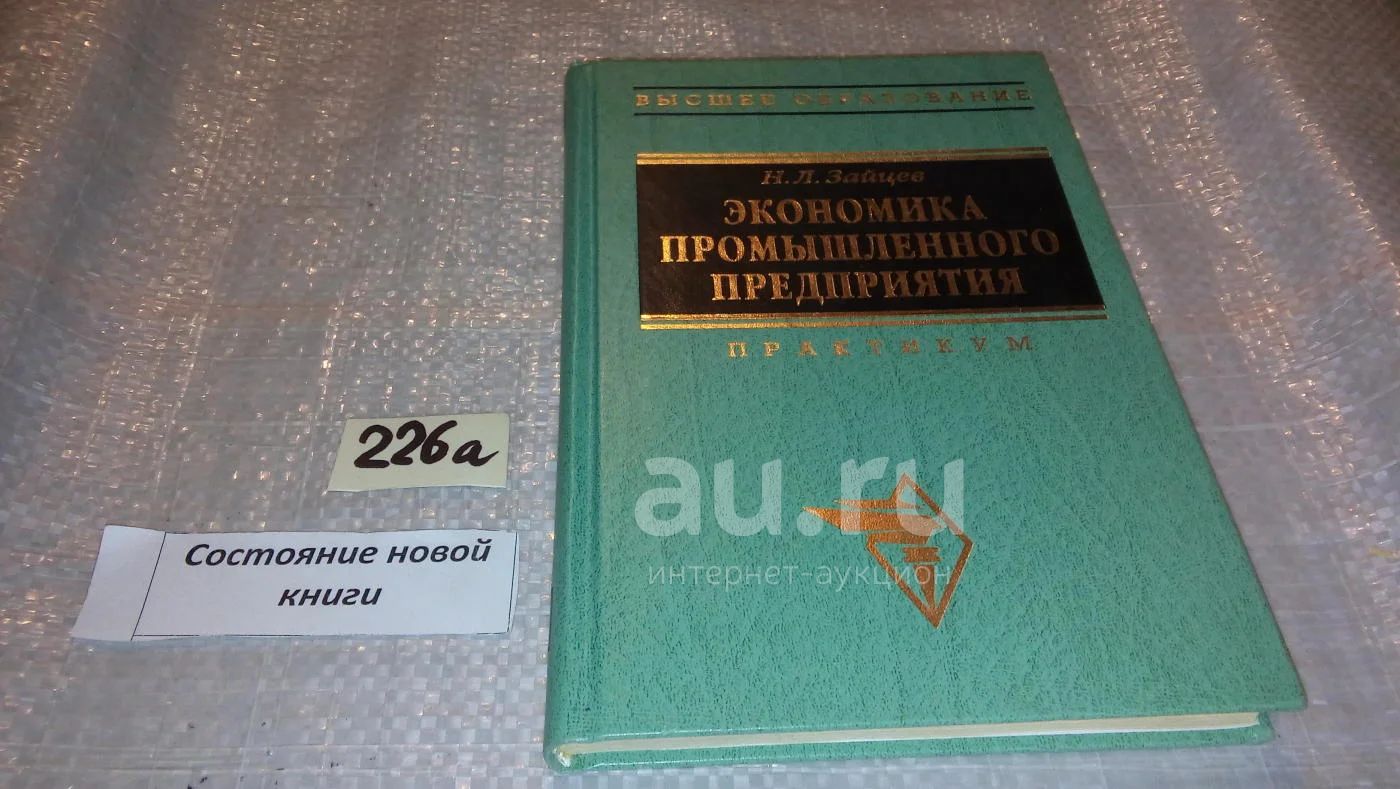 ВЫСШЕЕ ОБРАЗОВАНИЕ
Н. Л. Зайцев
ЭКОНОМИКА
ПРОМЫШЛЕННОГО
ПРЕДПРИЯТИЯ
ПРАКТИКУМ
226а
Состояние новой
книги
au.ru
интернет-аукцион